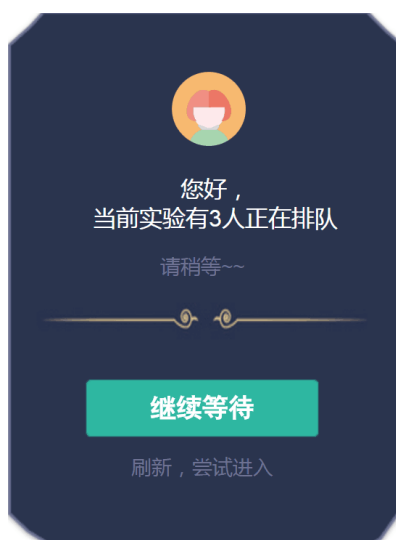 您好，
当前实验有3人正在排队
请稍等~~
继续等待
刷新，尝试进入